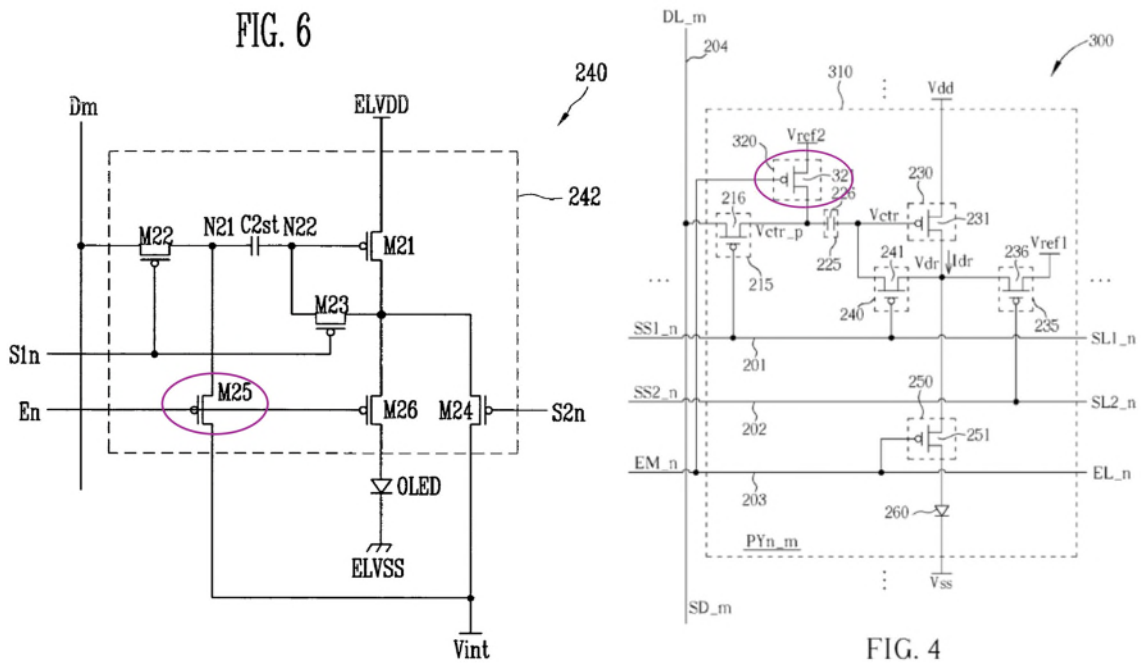 FIG. 6
240
Dm
ELVDD
242
M22
N21
C2st
N22
M21
M23
S1n
M25
En
M26
M24
S2n
OLED
ELVSS
Vint
DL_m
204
300
310
Vdd
Vref2
320
321
226
230
216
Vctr
231
Vctr_p
225
241
Vdr
Idr
236
Vref1
215
240
235
SS1_n
201
SL1_n
SS2_n
202
250
SL2_n
251
EM_n
203
EL_n
260
PYn_m
Vss
SD_m
FIG. 4